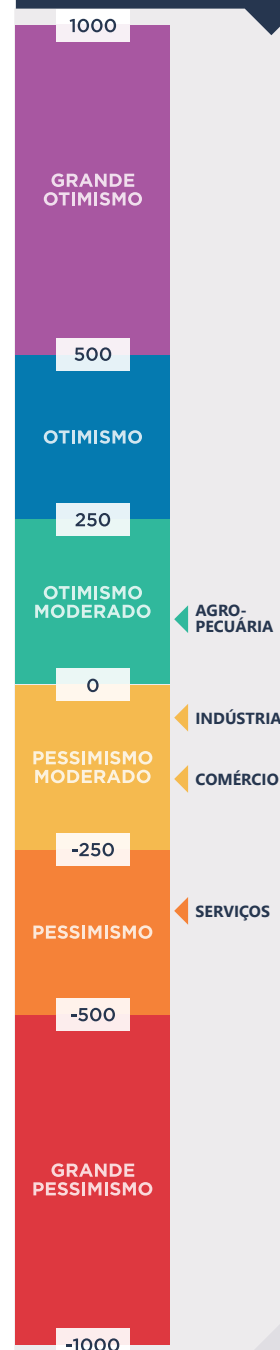 1000
GRANDE
OTIMISMO
500
OTIMISMO
250
OTIMISMO
MODERADO
AGRO-
PECUÁRIA
0
INDÚSTRIA
PESSIMISMO
MODERADO
COMÉRCIO
-250
SERVIÇOS
PESSIMISMO
-500
GRANDE
PESSIMISMO
-1000